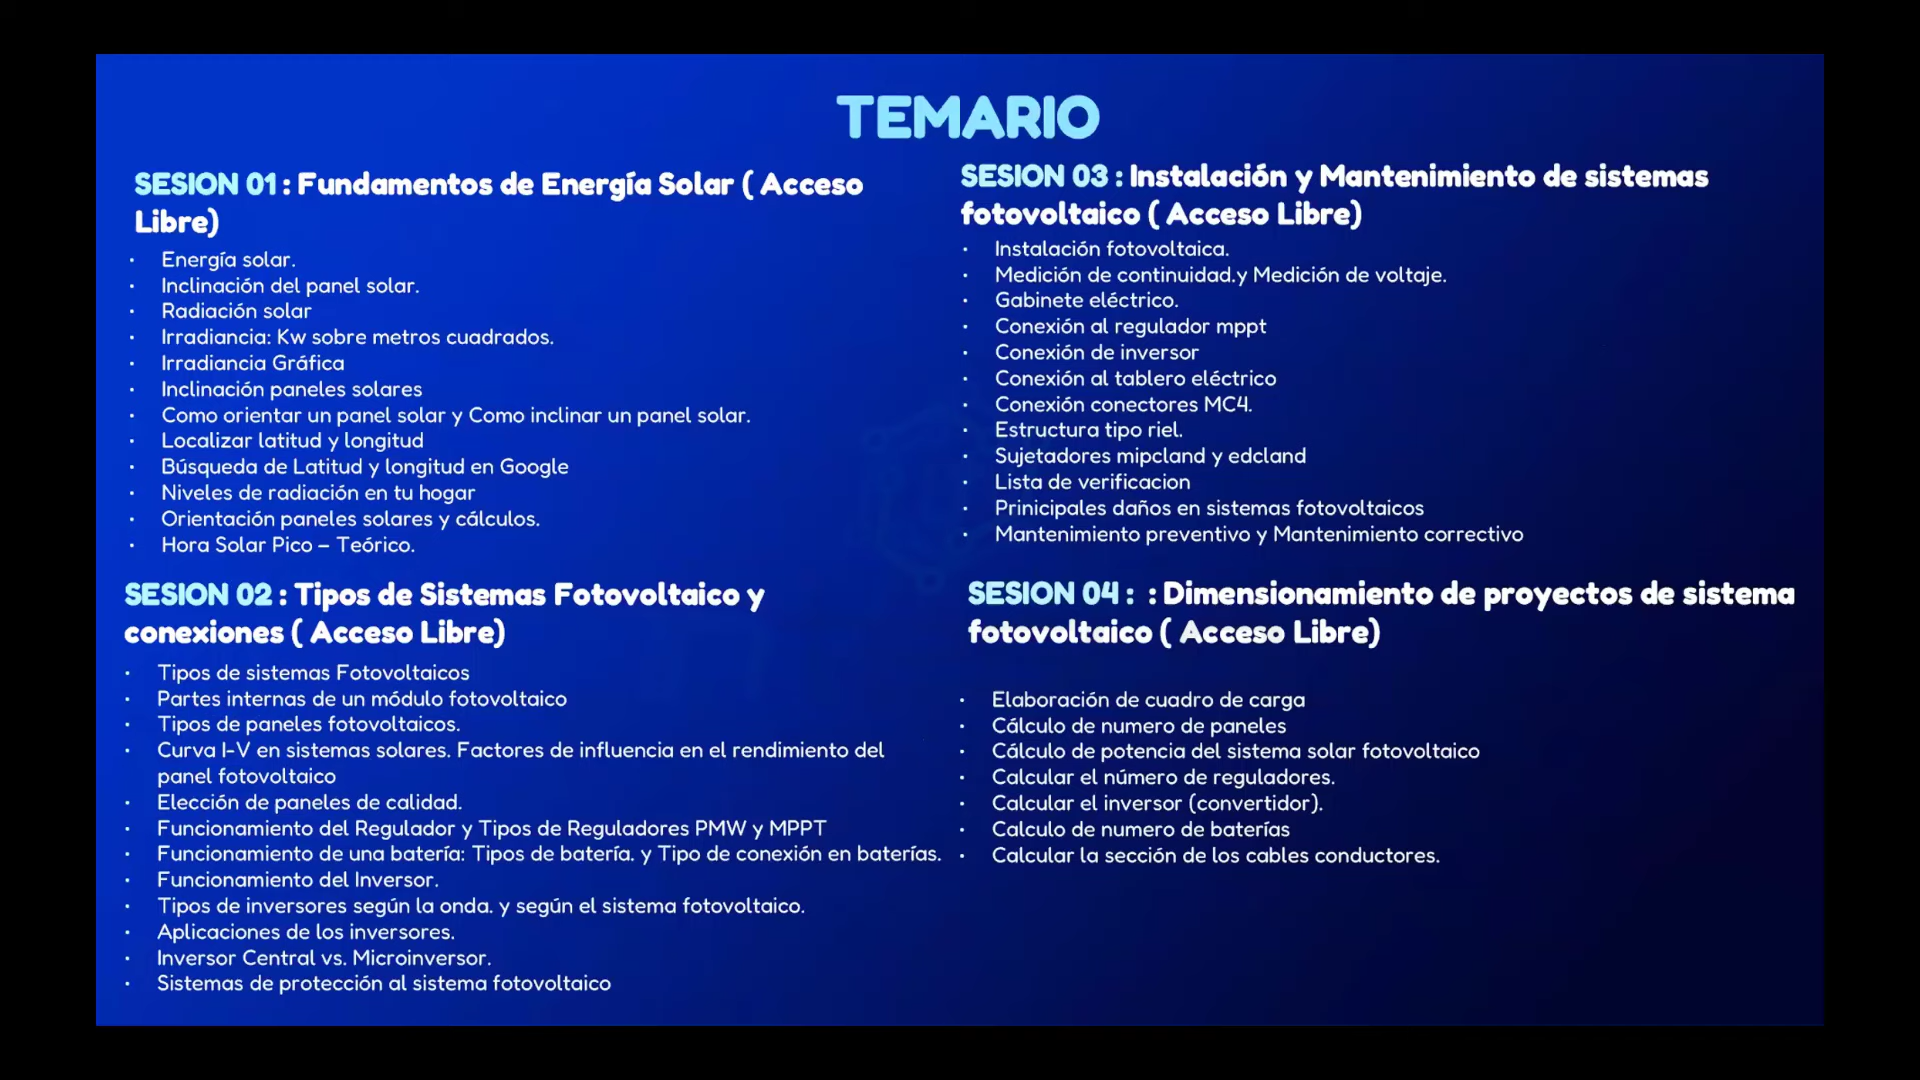 TEMARIO
SESION 01 : Fundamentos de Energía Solar ( Acceso
Libre)
• Energía solar.
• Inclinación del panel solar.
• Radiación solar
• Irradiancia: Kw sobre metros cuadrados.
• Irradiancia Gráfica
• Inclinación paneles solares
• Como orientar un panel solar y Como inclinar un panel solar.
• Localizar latitud y longitud
• Búsqueda de Latitud y longitud en Google
• Niveles de radiación en tu hogar
• Orientación paneles solares y cálculos.
• Hora Solar Pico – Teórico.
SESION 02 : Tipos de Sistemas Fotovoltaico y
conexiones ( Acceso Libre)
• Tipos de sistemas Fotovoltaicos
• Partes internas de un módulo fotovoltaico
• Tipos de paneles fotovoltaicos.
• Curva I-V en sistemas solares. Factores de influencia en el rendimiento del
panel fotovoltaico
• Elección de paneles de calidad.
• Funcionamiento del Regulador y Tipos de Reguladores PMW y MPPT
• Funcionamiento de una batería: Tipos de batería. y Tipo de conexión en baterías.
• Funcionamiento del Inversor.
• Tipos de inversores según la onda. y según el sistema fotovoltaico.
• Aplicaciones de los inversores.
• Inversor Central vs. Microinversor.
• Sistemas de protección al sistema fotovoltaico
SESION 03 : Instalación y Mantenimiento de sistemas
fotovoltaico ( Acceso Libre)
• Instalación fotovoltaica.
• Medición de continuidad.y Medición de voltaje.
• Gabinete eléctrico.
• Conexión al regulador mppt
• Conexión de inversor
• Conexión al tablero eléctrico
• Conexión conectores MC4.
• Estructura tipo riel.
• Sujetadores mipcland y edcland
• Lista de verificacion
• Prinicipales daños en sistemas fotovoltaicos
• Mantenimiento preventivo y Mantenimiento correctivo
SESION 04 : : Dimensionamiento de proyectos de sistema
fotovoltaico ( Acceso Libre)
• Elaboración de cuadro de carga
• Cálculo de numero de paneles
• Cálculo de potencia del sistema solar fotovoltaico
• Calcular el número de reguladores.
• Calcular el inversor (convertidor).
• Calculo de numero de baterías
• Calcular la sección de los cables conductores.